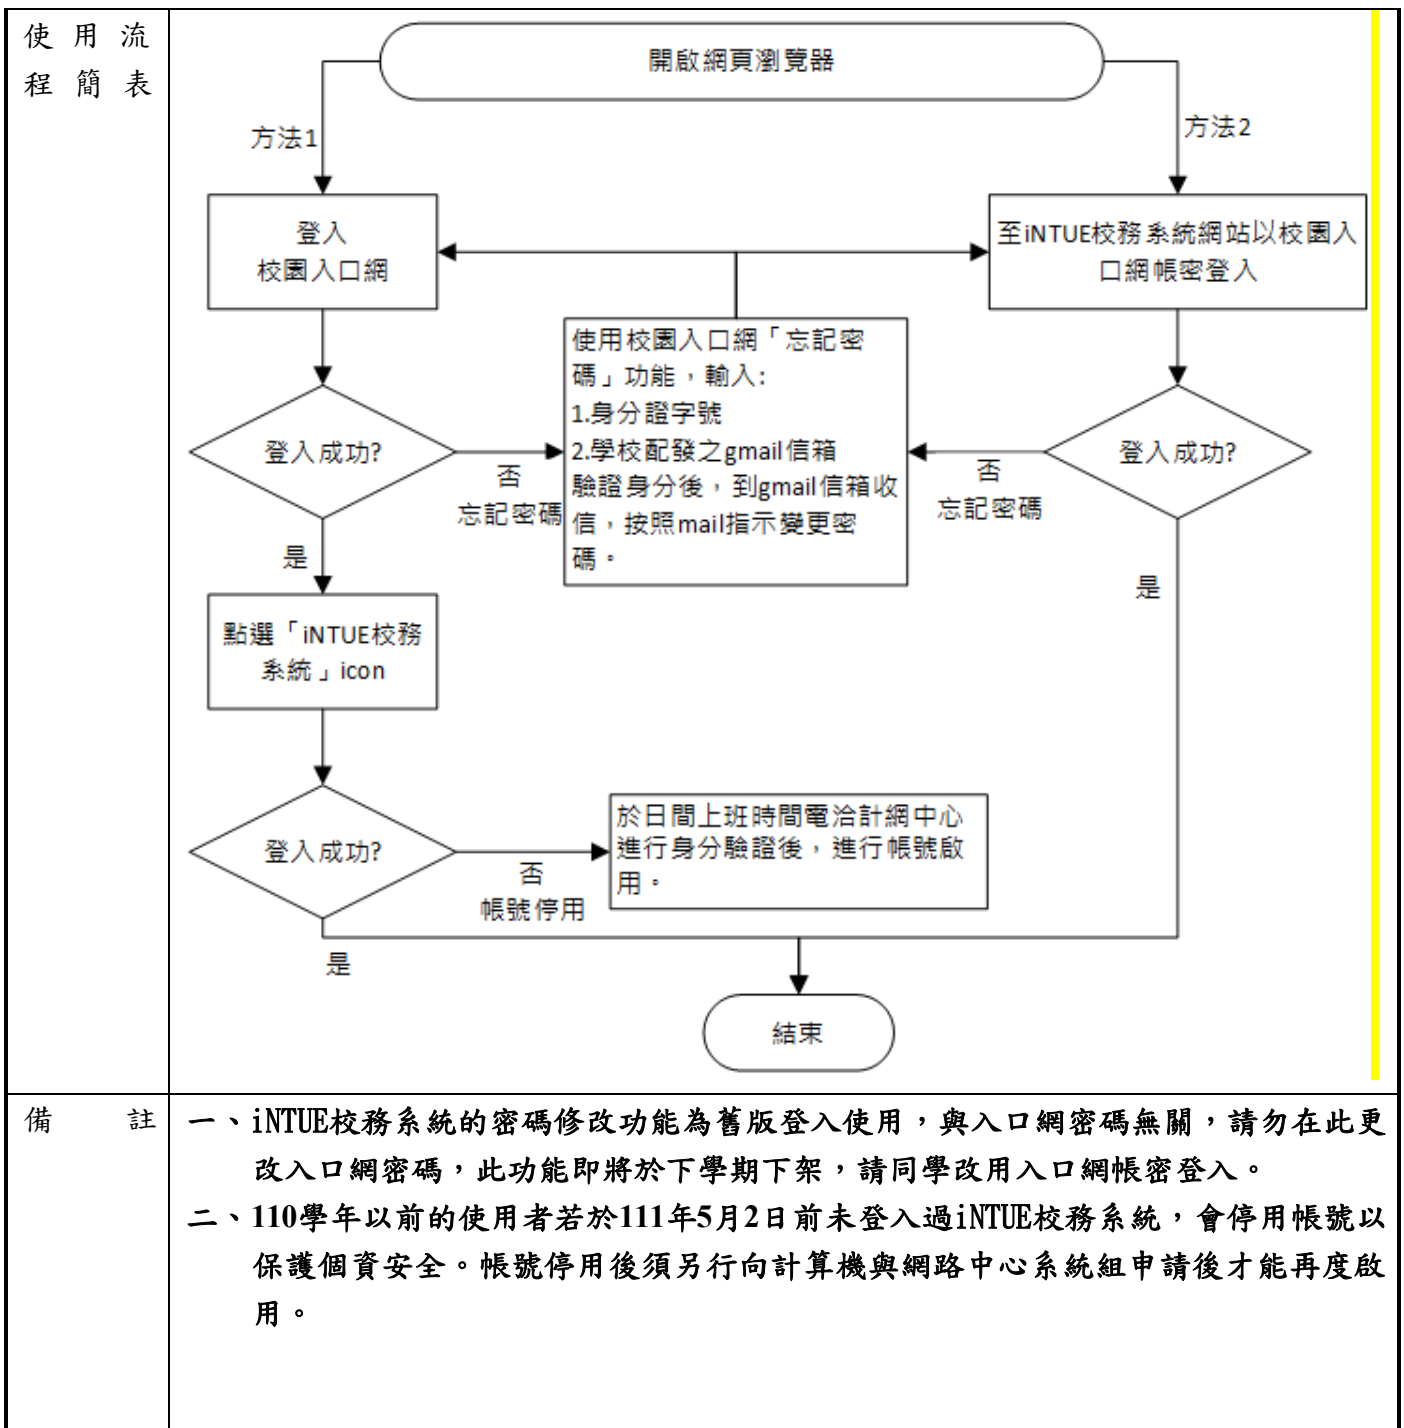 使用流
程簡表
開啟網頁瀏覽器
方法1
方法2
登入
校園入口網
至iNTUE校務系統網站以校園入
口網帳密登入
使用校園入口網「忘記密
碼」功能，輸入:
1.身分證字號
2.學校配發之gmail信箱
驗證身分後，到gmail信箱收
信，按照mail指示變更密
碼。
登入成功?
否
忘記密碼
登入成功?
否
忘記密碼
是
是
點選「iNTUE校務
系統」icon
登入成功?
否
帳號停用
於日間上班時間電洽計網中心
進行身分驗證後，進行帳號啟
用。
是
結束
備註
一、iNTUE校務系統的密碼修改功能為舊版登入使用，與入口網密碼無關，請勿在此更
改入口網密碼，此功能即將於下學期下架，請同學改用入口網帳密登入。
二、110學年以前的使用者若於111年5月2日前未登入過iNTUE校務系統，會停用帳號以
保護個資安全。帳號停用後須另行向計算機與網路中心系統組申請後才能再度啟
用。